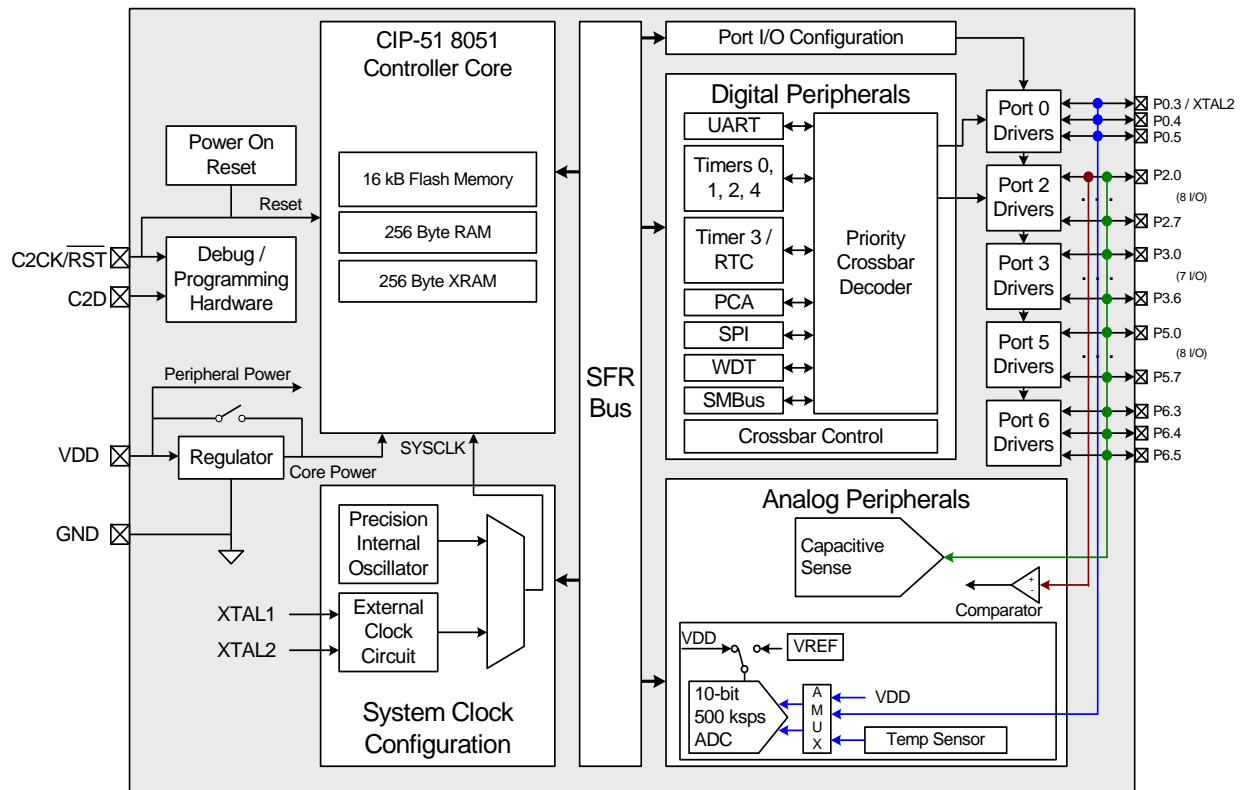 CIP-51 8051
Controller Core
16 kB Flash Memory
256 Byte RAM
256 Byte XRAM
Power On
Reset
Reset
C2CK/RST
Debug /
Programming
Hardware
C2D
Peripheral Power
VDD
Regulator
Core Power
SYSCLK
GND
Precision
Internal
Oscillator
XTAL1
XTAL2
External
Clock
Circuit
System Clock
Configuration
SFR
Bus
Port I/O Configuration
Digital Peripherals
UART
Timers 0,
1, 2, 4
Timer 3 /
RTC
PCA
SPI
WDT
SMBus
Priority
Crossbar
Decoder
Crossbar Control
Port 0
Drivers
Port 2
Drivers
Port 3
Drivers
Port 5
Drivers
Port 6
Drivers
P0.3 / XTAL2
P0.4
P0.5
P2.0
(8 I/O)
P2.7
P3.0
(7 I/O)
P3.6
P5.0
(8 I/O)
P5.7
P6.3
P6.4
P6.5
Analog Peripherals
Capacitive
Sense
+
-
Comparator
VDD
VREF
10-bit
500 ksps
ADC
A
M
U
X
VDD
Temp Sensor